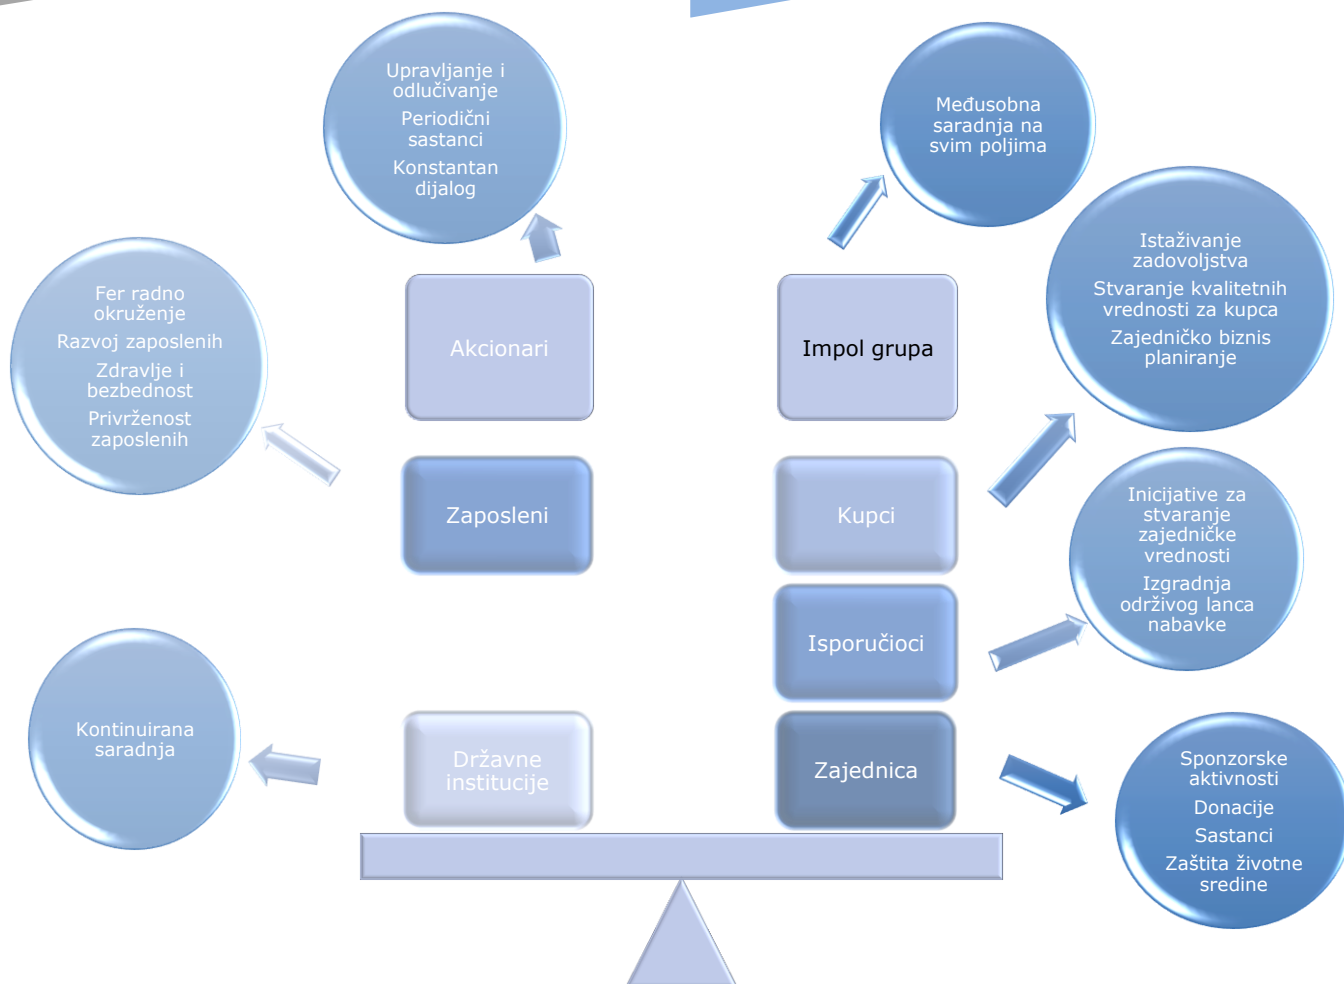 Upravljanje i
odlučivanje
Periodični
sastanci
Konstantan
dijalog
Međusobna
saradnja na
svim poljima
Fer radno
okruženje
Razvoj zaposlenih
Zdravlje i
bezbednost
Privrženost
zaposlenih
Akcionari
Impol grupa
Istaživanje
zadovoljstva
Stvaranje kvalitetnih
vrednosti za kupca
Zajedničko biznis
planiranje
Zaposleni
Kupci
Inicijative za
stvaranje
zajedničke
vrednosti
Izgradnja
održivog lanca
nabavke
Isporučioci
Kontinuirana
saradnja
Državne
institucije
Zajednica
Sponzorske
aktivnosti
Donacije
Sastanci
Zaštita životne
sredine